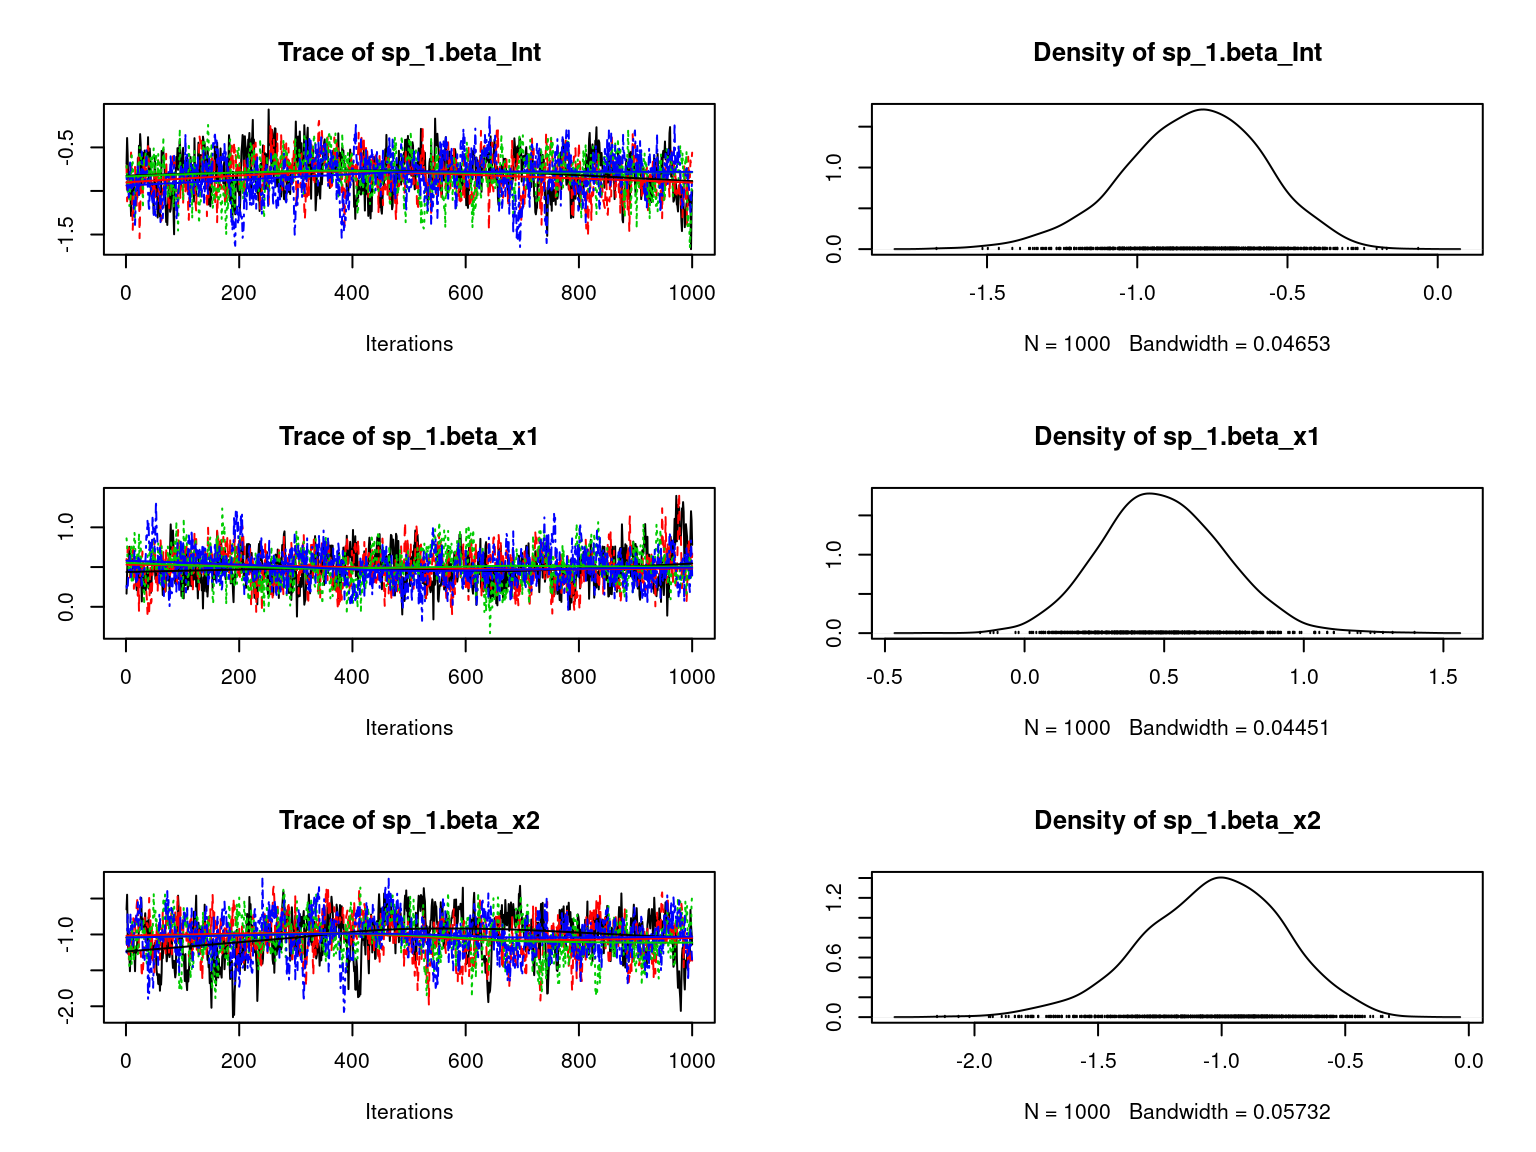 Trace of sp_1.beta_Int
-0.5
-1.5
0 200 400 600 800 1000
Iterations
Density of sp_1.beta_Int
1.0
0.0
-1.5 -1.0 -0.5 0.0
N = 1000 Bandwidth = 0.04653
Trace of sp_1.beta_x1
1.0
0.0
0 200 400 600 800 1000
Iterations
Density of sp_1.beta_x1
1.0
0.0
-0.5 0.0 0.5 1.0 1.5
N = 1000 Bandwidth = 0.04451
Trace of sp_1.beta_x2
-1.0
-2.0
0 200 400 600 800 1000
Iterations
Density of sp_1.beta_x2
1.2
0.6
0.0
-2.0 -1.5 -1.0 -0.5 0.0
N = 1000 Bandwidth = 0.05732